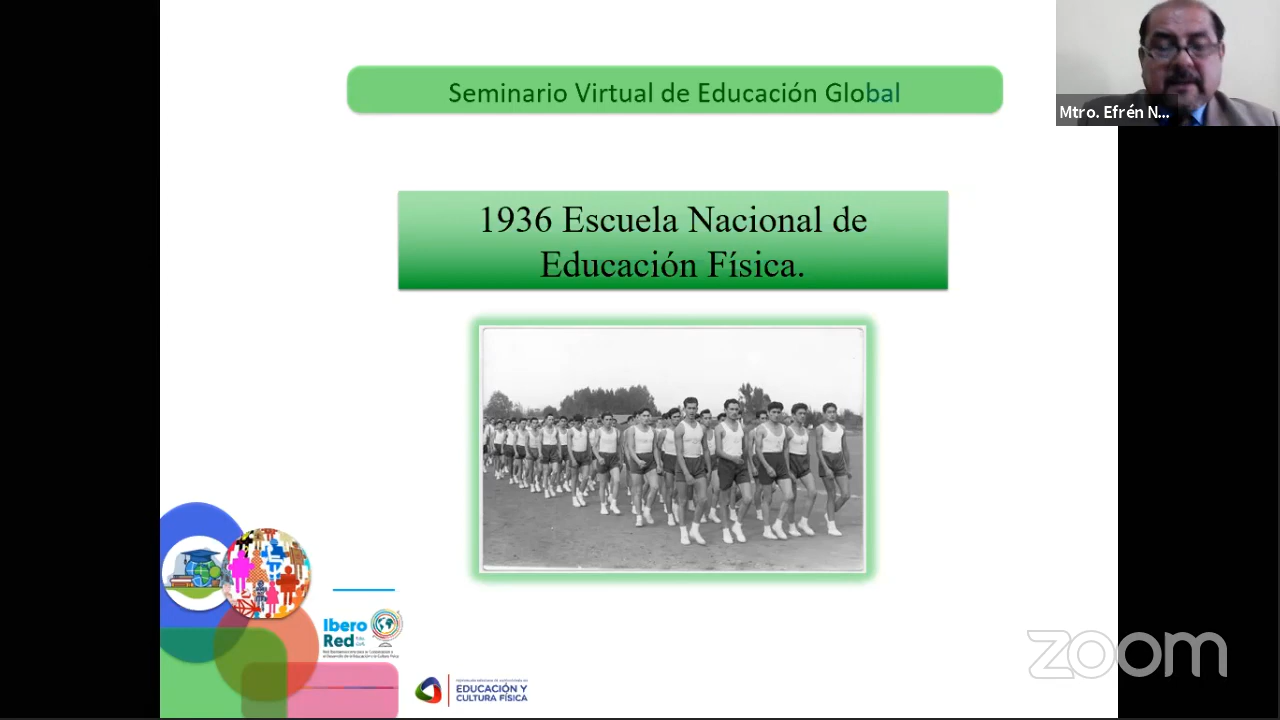 Seminario Virtual de Educación Global
Mtro. Efrén N...
1936 Escuela Nacional de
Educación Física.
Ibero
Red
EDUCACIÓN Y
CULTURA FÍSICA
zoom